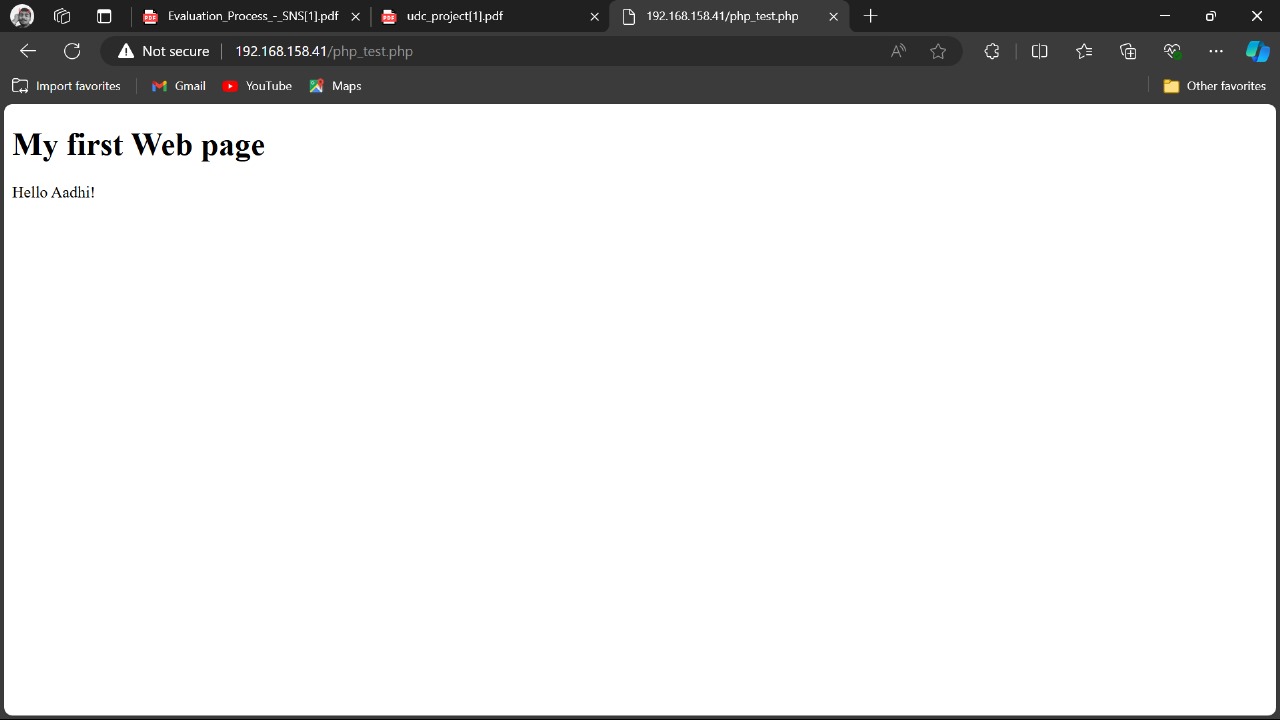 Evaluation_Process_-_SNS[1].pdf
udc_project[1].pdf
192.168.158.41/php_test.php
Not secure
192.168.158.41/php_test.php
Import favorites
Gmail
YouTube
Maps
Other favorites
My first Web page
Hello Aadhi!